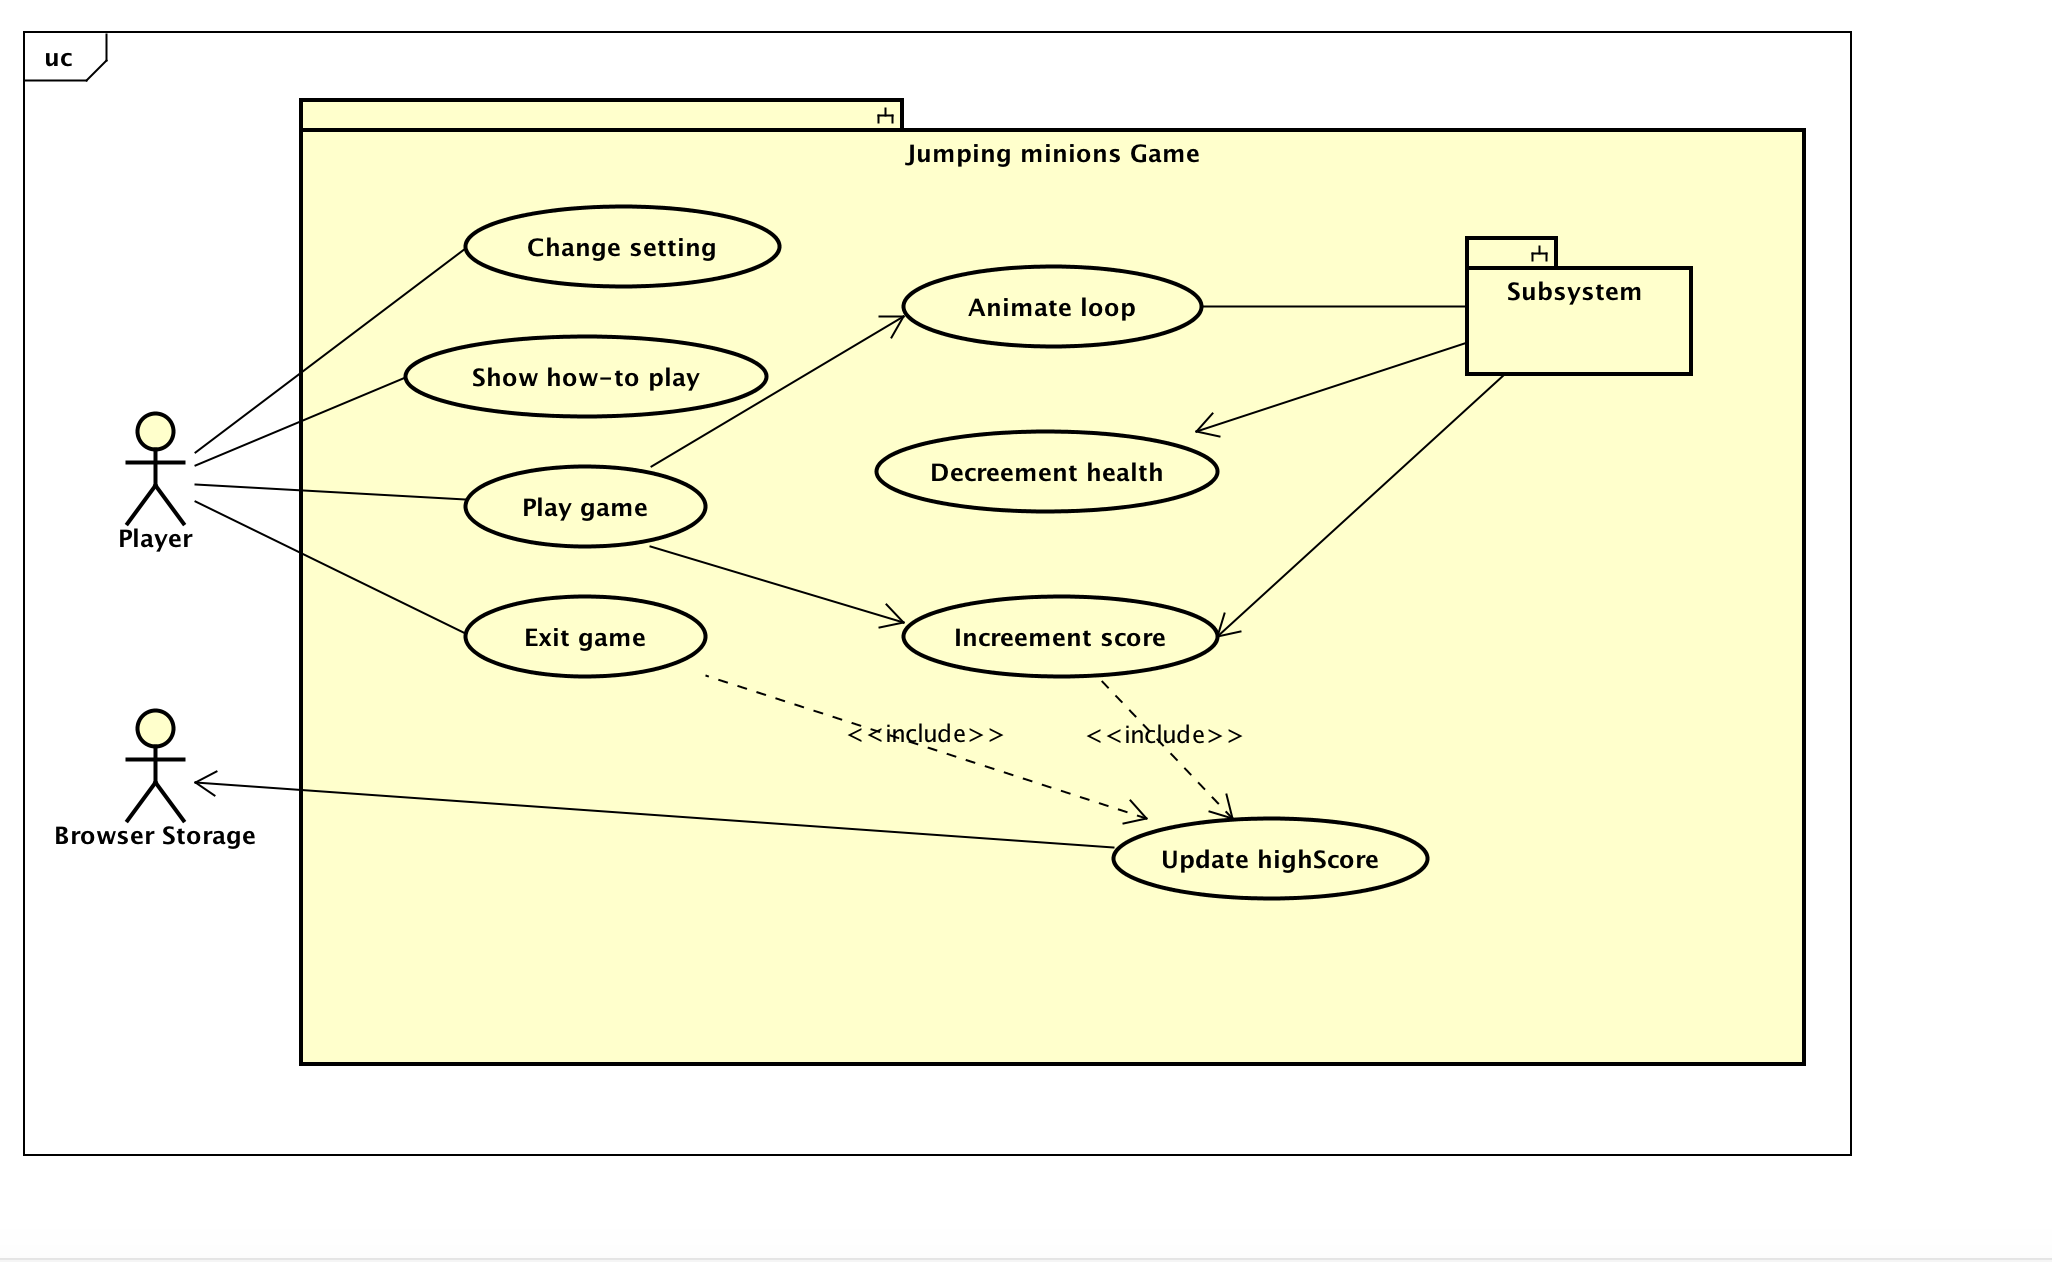 uc
Jumping minions Game
Change setting
Animate loop
Subsystem
Show how-to play
Decreement health
Play game
Player
Exit game
Increement score
<<include>>
<<include>>
Browser Storage
Update highScore